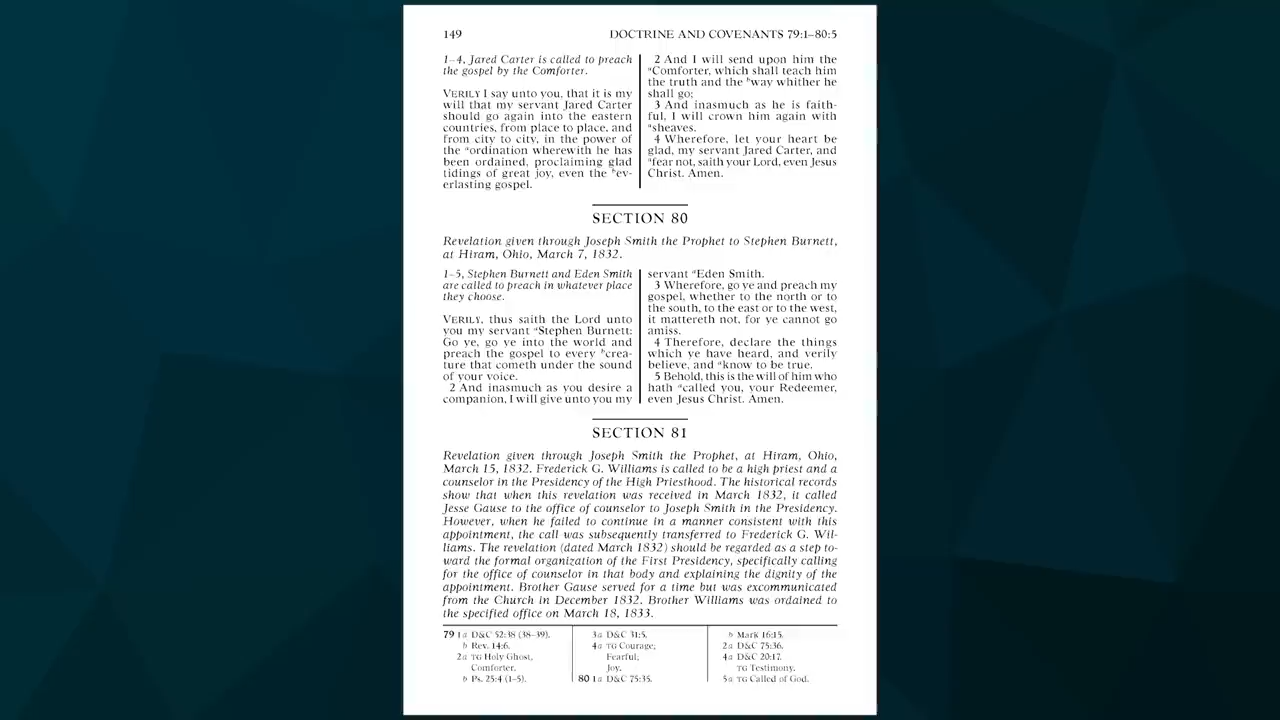 149 DOCTRINE AND COVENANTS 79:1–80:5
1–4, Jared Carter is called to preach
the gospel by the Comforter.
VERILY I say unto you, that it is my
will that my servant Jared Carter
should go again into the eastern
countries, from place to place, and
from city to city, in the power of
the aordination wherewith he has
been ordained, proclaiming glad
tidings of great joy, even the bev-
erlasting gospel.
2 And I will send upon him the
aComforter, which shall teach him
the truth and the bway whither he
shall go;
3 And inasmuch as he is faith-
ful, I will crown him again with
asheaves.
4 Wherefore, let your heart be
glad, my servant Jared Carter, and
afear not, saith your Lord, even Jesus
Christ. Amen.
SECTION 80
Revelation given through Joseph Smith the Prophet to Stephen Burnett,
at Hiram, Ohio, March 7, 1832.
1–5, Stephen Burnett and Eden Smith
are called to preach in whatever place
they choose.
VERILY, thus saith the Lord unto
you my servant aStephen Burnett:
Go ye, go ye into the world and
preach the gospel to every bcrea-
ture that cometh under the sound
of your voice.
2 And inasmuch as you desire a
companion, I will give unto you my
servant aEden Smith.
3 Wherefore, go ye and preach my
gospel, whether to the north or to
the south, to the east or to the west,
it mattereth not, for ye cannot go
amiss.
4 Therefore, declare the things
which ye have heard, and verily
believe, and aknow to be true.
5 Behold, this is the will of him who
hath acalled you, your Redeemer,
even Jesus Christ. Amen.
SECTION 81
Revelation given through Joseph Smith the Prophet, at Hiram, Ohio,
March 15, 1832. Frederick G. Williams is called to be a high priest and a
counselor in the Presidency of the High Priesthood. The historical records
show that when this revelation was received in March 1832, it called
Jesse Gause to the office of counselor to Joseph Smith in the Presidency.
However, when he failed to continue in a manner consistent with this
appointment, the call was subsequently transferred to Frederick G. Wil-
liams. The revelation (dated March 1832) should be regarded as a step to-
ward the formal organization of the First Presidency, specifically calling
for the office of counselor in that body and explaining the dignity of the
appointment. Brother Gause served for a time but was excommunicated
from the Church in December 1832. Brother Williams was ordained to
the specified office on March 18, 1833.
79 1a D&C 52:38 (38–39).
b Rev. 14:6.
2a TG Holy Ghost,
Comforter.
b Ps. 25:4 (1–5).
3a D&C 31:5.
4a TG Courage;
Fearful;
Joy.
80 1a D&C 75:35.
b Mark 16:15.
2a D&C 75:36.
4a D&C 20:17.
TG Testimony.
5a TG Called of God.